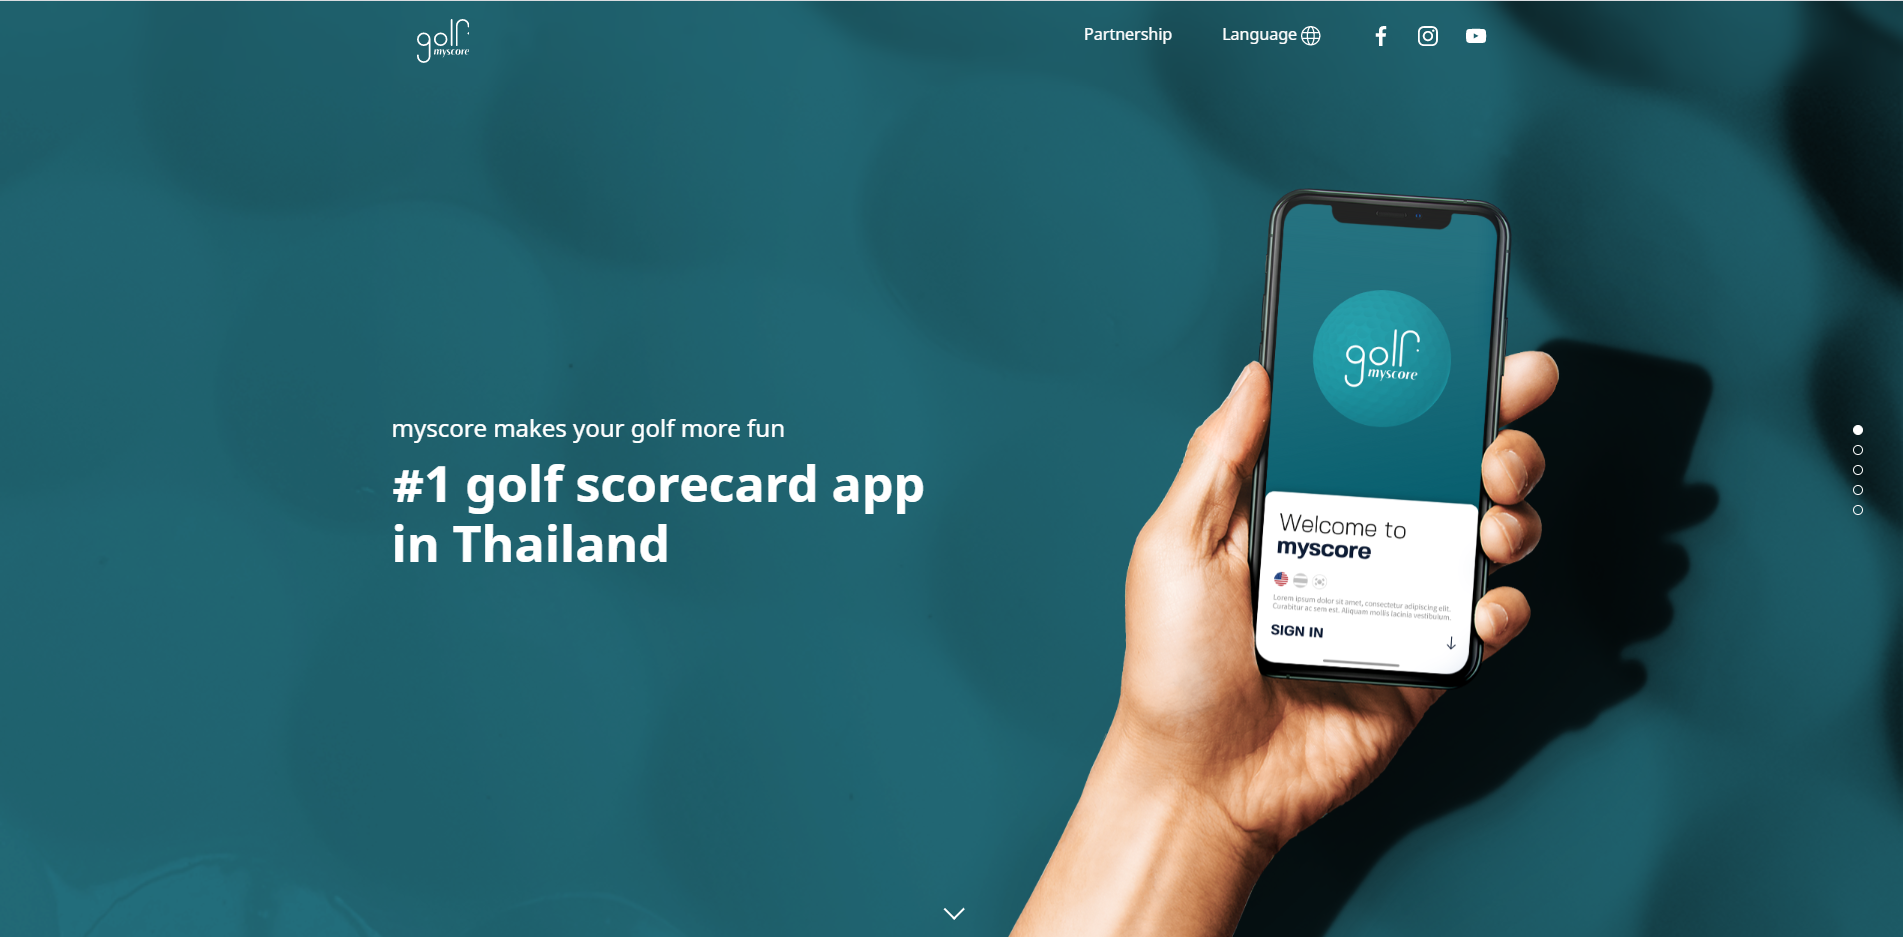 golf
myscore
Partnership
Language
myscore makes your golf more fun
#1 golf scorecard app
in Thailand
golf
myscore
Welcome to
myscore
Lorem ipsum dolor sit amet, consectetur adipiscing elit.
Curabitur ac sem est. Aliquam mollis lacinia vestibulum.
SIGN IN